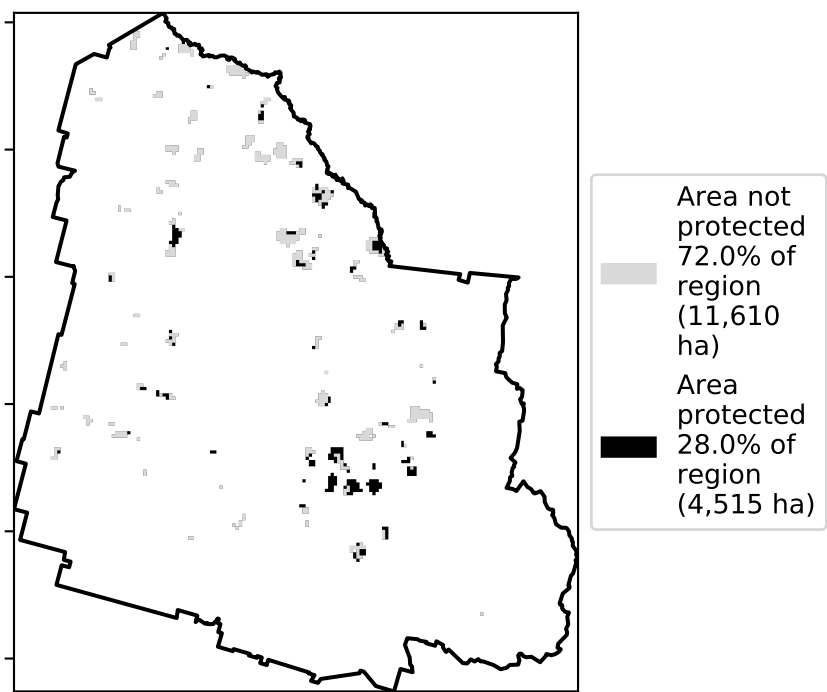 Area not
protected
72.0% of
region
(11,610
ha)
Area
protected
28.0% of
region
(4,515 ha)